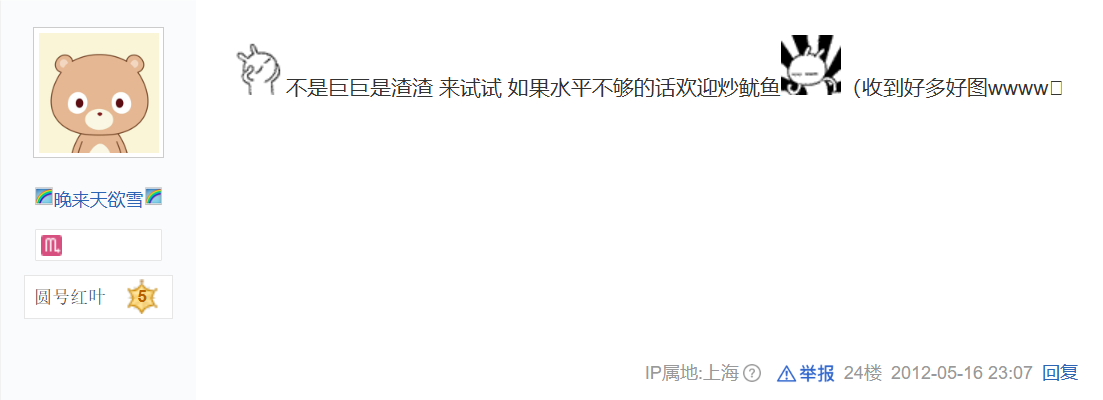 不是巨巨是渣渣 来试试 如果水平不够的话欢迎炒鱿鱼（收到好多好图wwww
晚来天欲雪
圆号红叶 5
IP属地:上海 ? 举报 24楼 2012-05-16 23:07 回复